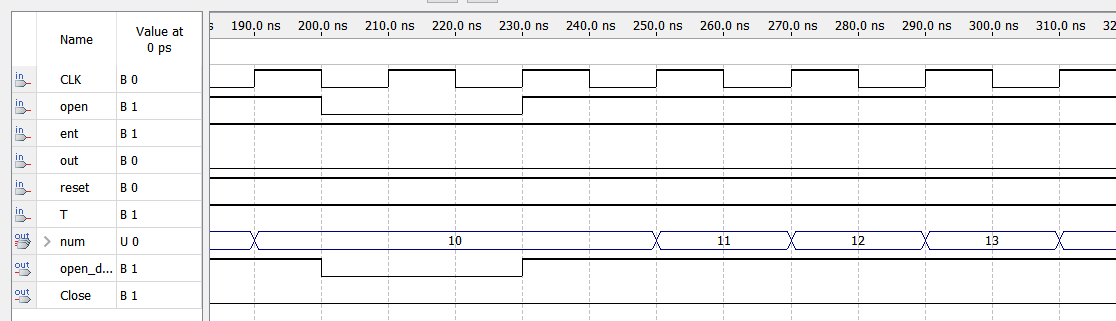 Name Value at 0 ps s 190.0 ns 200.0 ns 210.0 ns 220.0 ns 230.0 ns 240.0 ns 250.0 ns 260.0 ns 270.0 ns 280.0 ns 290.0 ns 300.0 ns 310.0 ns 32
in CLK B 0
in open B 1
in ent B 1
in out B 0
in reset B 0
in T B 1
out num U 0 10 11 12 13
out open_d... B 1
out Close B 1